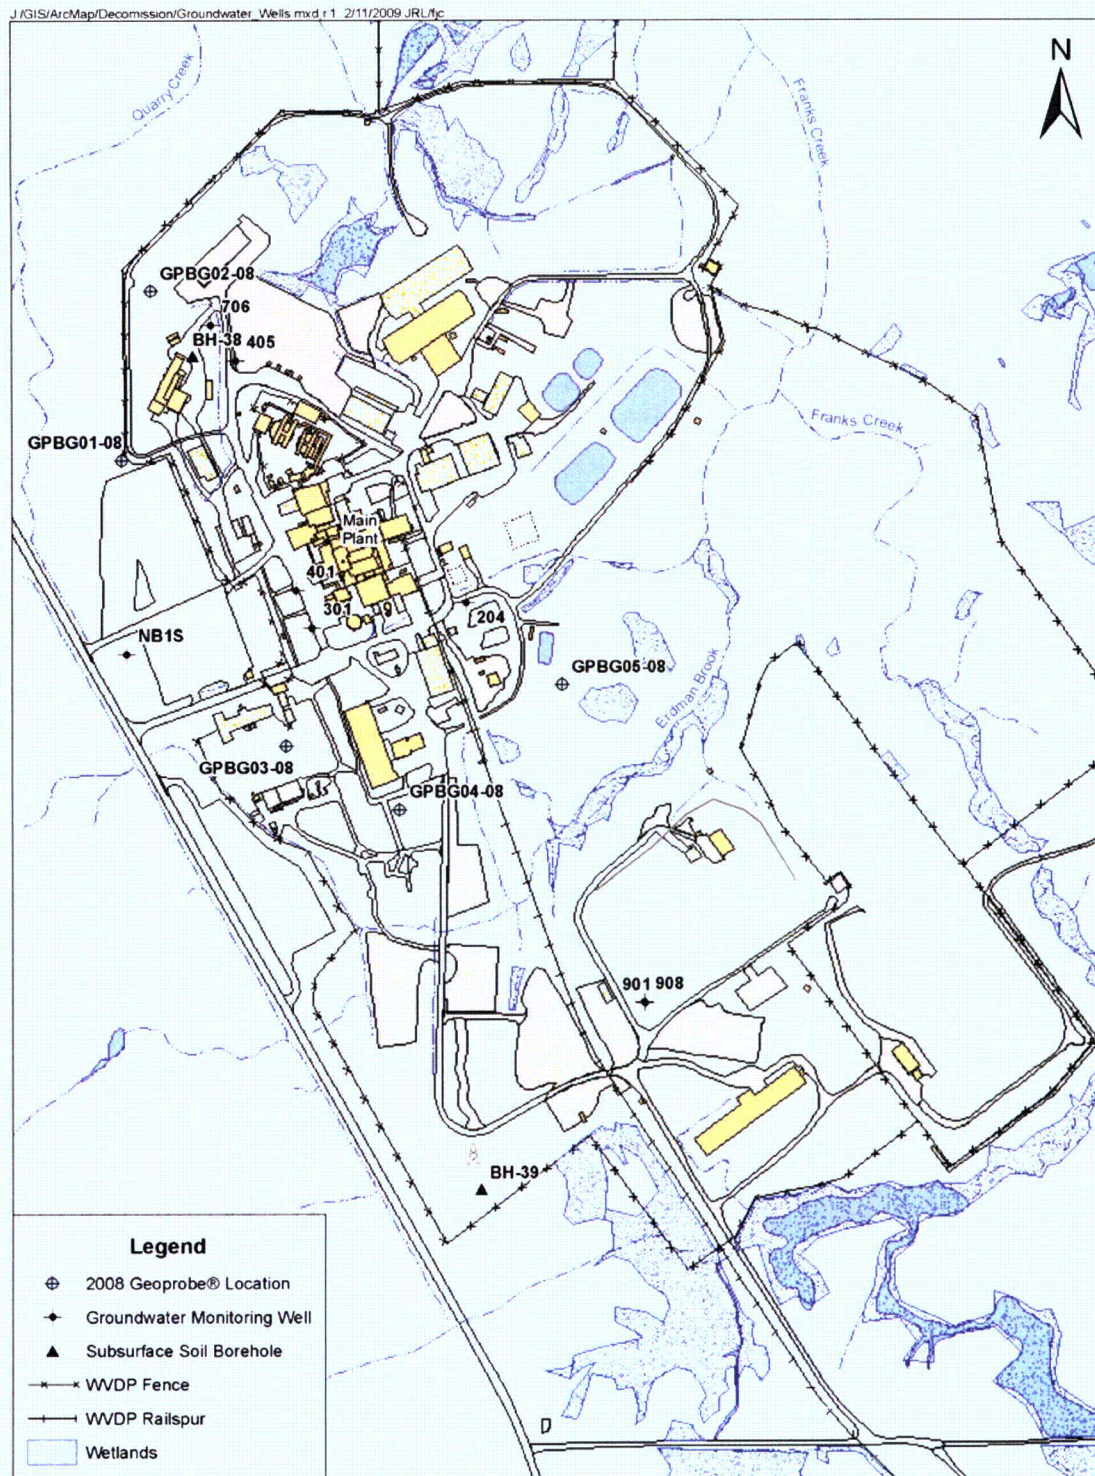 J:/GIS/ArcMap/Decomission/Groundwater_Wells.mxd r.1 2/11/2009 JRL/fjc
N
Quarry Creek
Franks Creek
GPBG02-08
706
BH-38
405
Franks Creek
GPBG01-08
Main
Plant
401
301
204
NB1S
GPBG05-08
Erdman Brook
GPBG03-08
GPBG04-08
901 908
BH-39
Legend
2008 Geoprobe® Location
Groundwater Monitoring Well
Subsurface Soil Borehole
WVDP Fence
WVDP Railspur
Wetlands